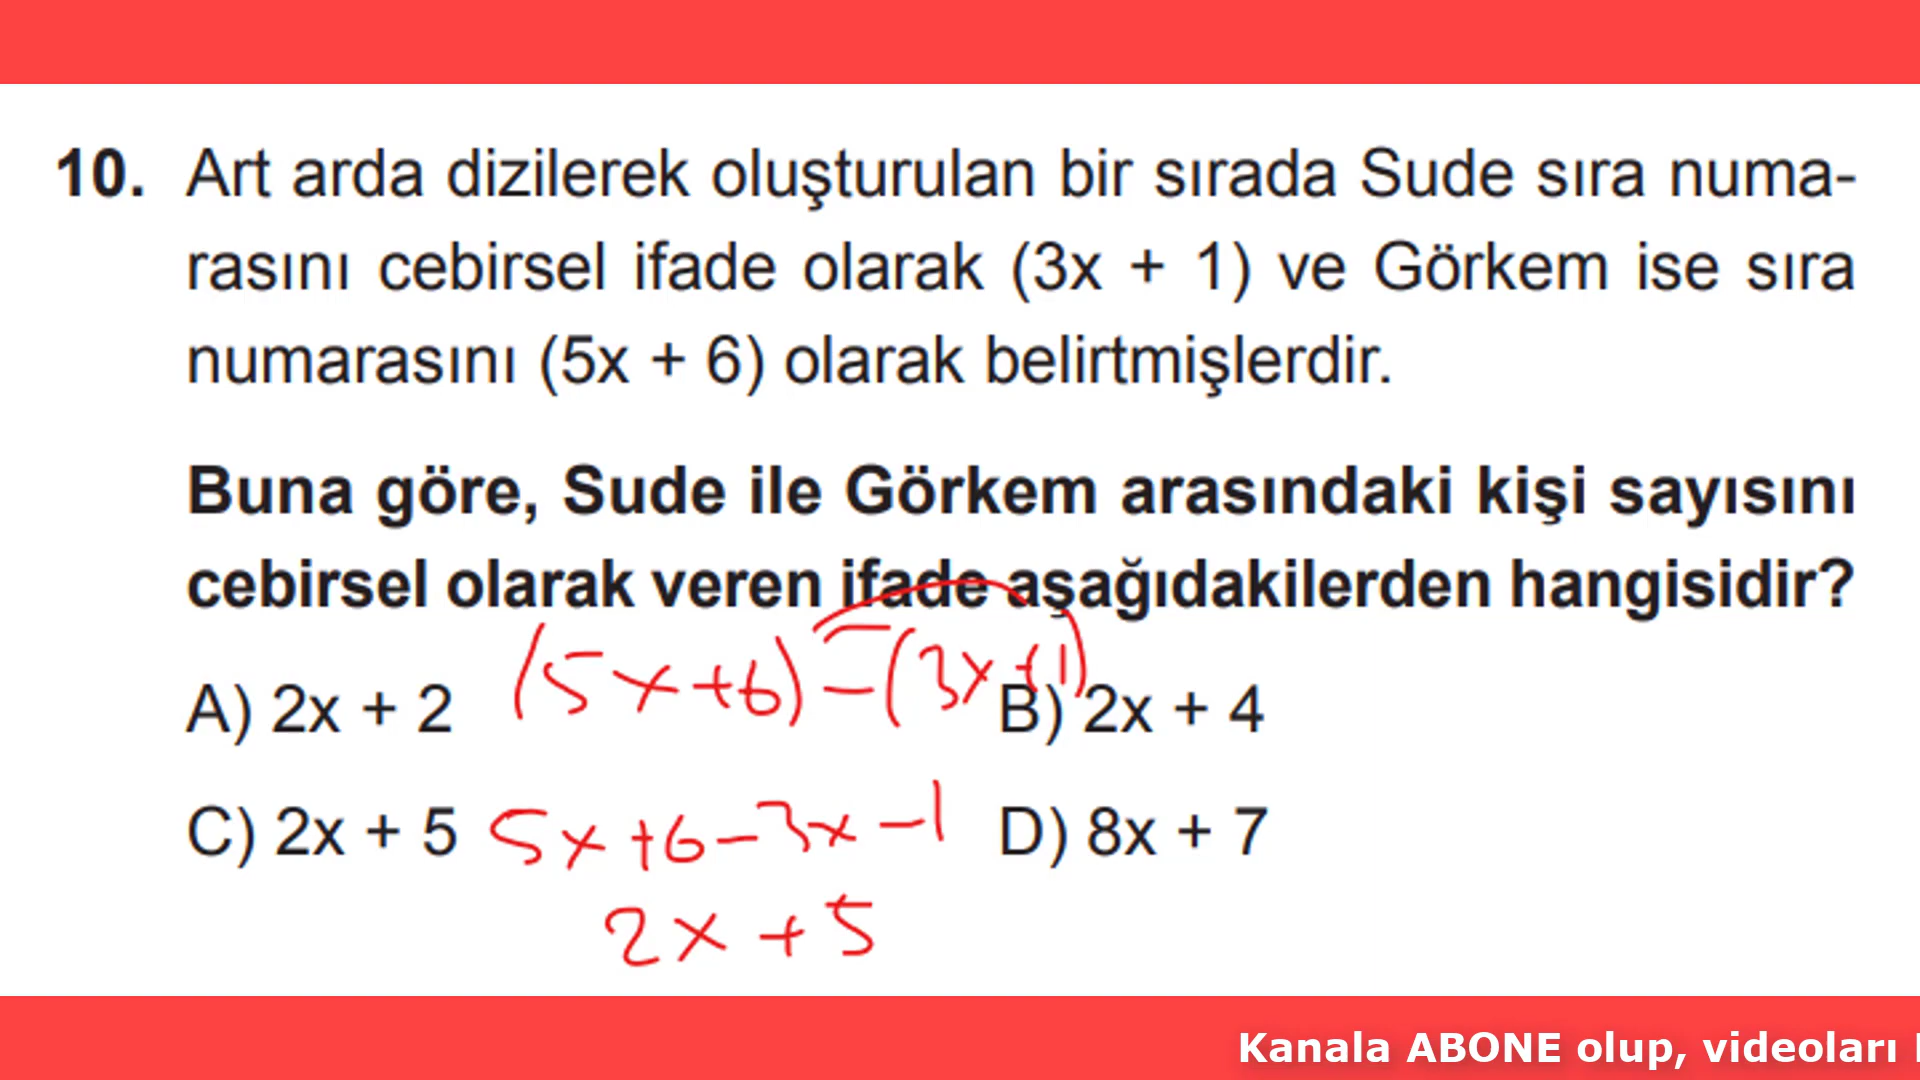 10. Art arda dizilerek oluşturulan bir sırada Sude sıra numa-
rasını cebirsel ifade olarak (3x + 1) ve Görkem ise sıra
numarasını (5x + 6) olarak belirtmişlerdir.
Buna göre, Sude ile Görkem arasındaki kişi sayısını
cebirsel olarak veren ifade aşağıdakilerden hangisidir?
(5x+6) - (3x+1)
A) 2x + 2 B) 2x + 4
C) 2x + 5 5x+6-3x-1 D) 8x + 7
2x+5
Kanala ABONE olup, videoları